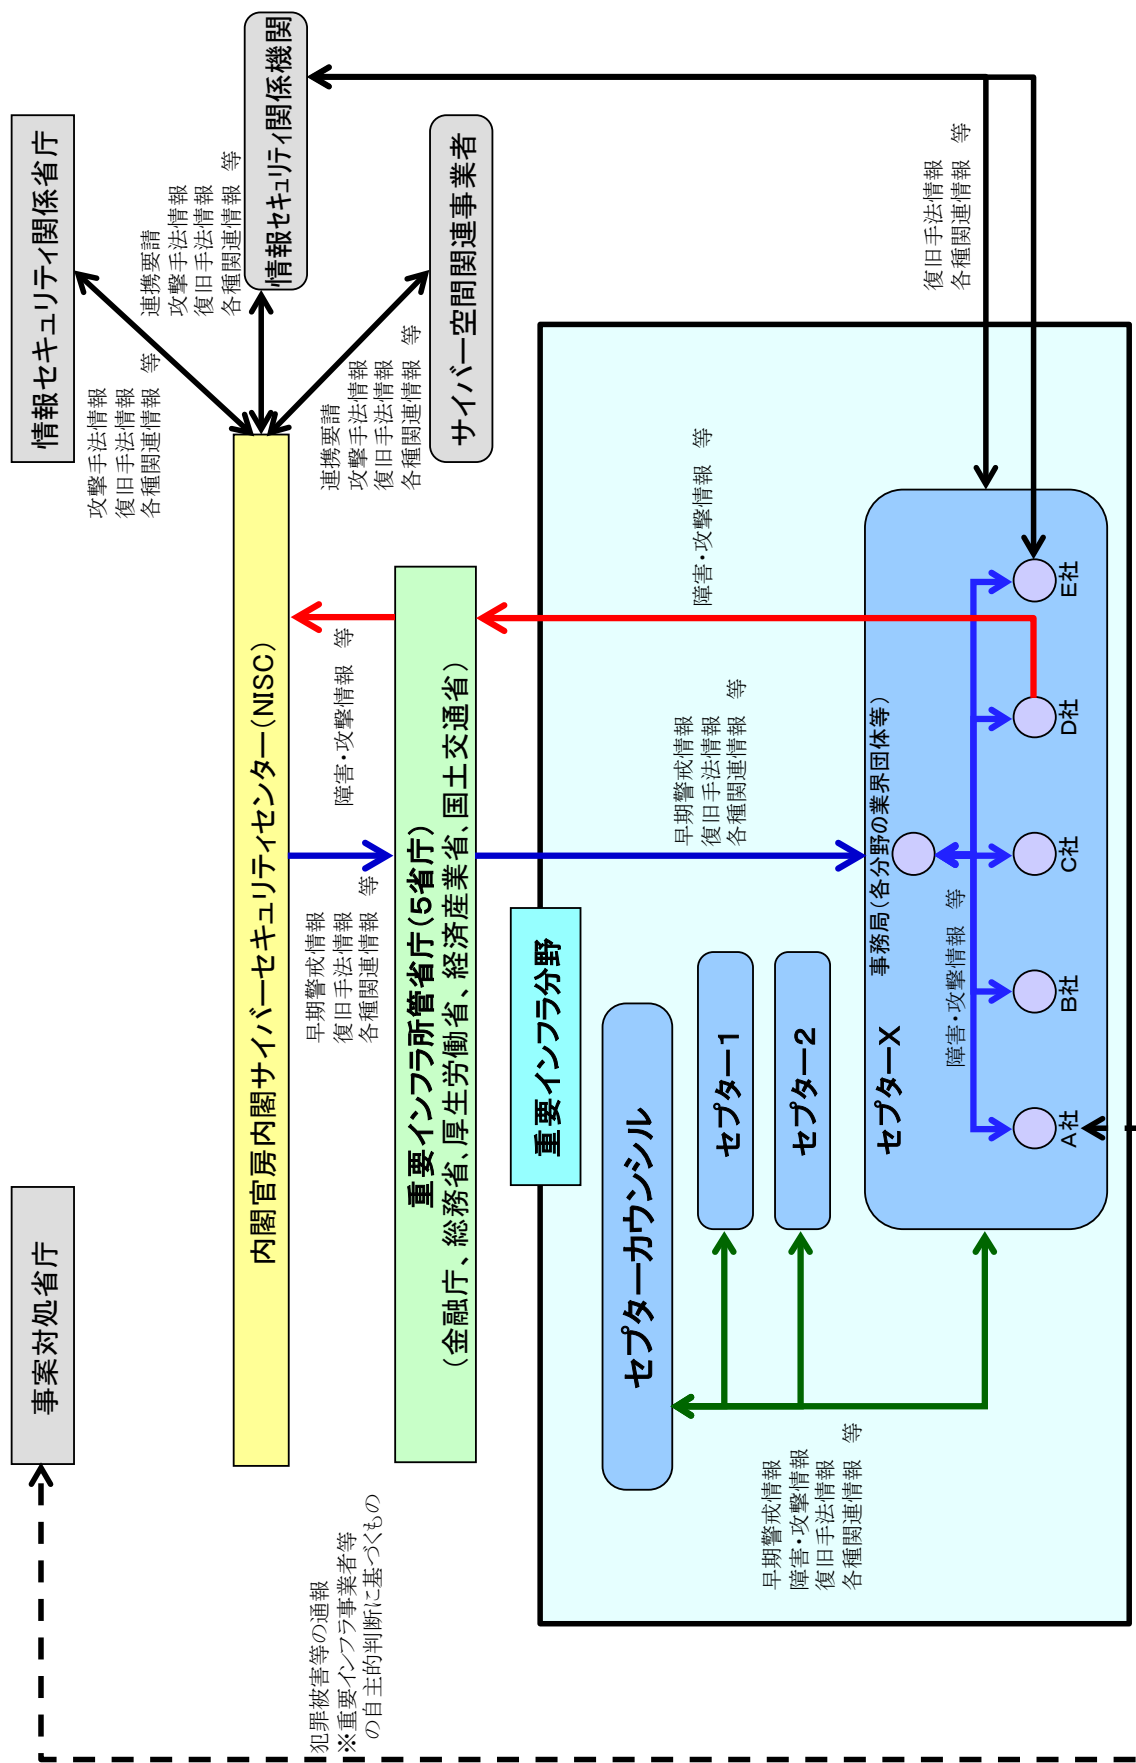 事案対処省庁
情報セキュリティ関係省庁
攻撃手法情報
復旧手法情報
各種関連情報 等
連携要請
攻撃手法情報
復旧手法情報
各種関連情報 等
情報セキュリティ関係機関
内閣官房内閣サイバーセキュリティセンター(NISC)
連携要請
攻撃手法情報
復旧手法情報
各種関連情報 等
サイバー空間関連事業者
犯罪被害等の通報
※重要インフラ事業者等
の自主的判断に基づくもの
早期警戒情報
復旧手法情報
各種関連情報 等
障害・攻撃情報 等
重要インフラ所管省庁(5省庁)
(金融庁、総務省、厚生労働省、経済産業省、国土交通省)
重要インフラ分野
セプターカウンシル
早期警戒情報
復旧手法情報
各種関連情報 等
障害・攻撃情報 等
セプター1
セプター2
早期警戒情報
障害・攻撃情報
復旧手法情報
各種関連情報 等
セプターX
事務局(各分野の業界団体等)
障害・攻撃情報 等
復旧手法情報
各種関連情報 等
A社
B社
C社
D社
E社